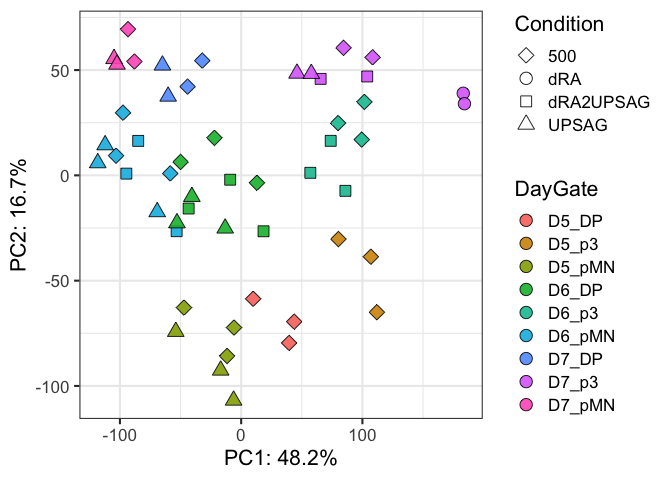 Condition
500
dRA
dRA2UPSAG
UPSAG
DayGate
D5_DP
D5_p3
D5_pMN
D6_DP
D6_p3
D6_pMN
D7_DP
D7_p3
D7_pMN
PC2: 16.7%
50
0
-50
-100
-100
0
100
PC1: 48.2%